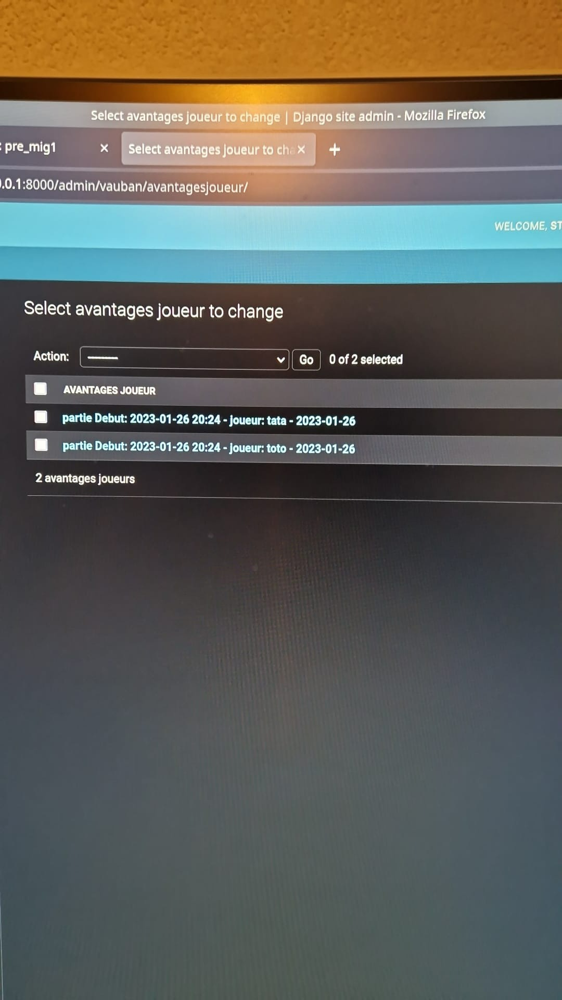 Select avantages joueur to change | Django site admin - Mozilla Firefox
: pre_mig1 × Select avantages joueur to cha × +
.0.1:8000/admin/vauban/avantagesjoueur/
WELCOME, ST
Select avantages joueur to change
Action: --------- Go 0 of 2 selected
AVANTAGES JOUEUR
partie Debut: 2023-01-26 20:24 - joueur: tata - 2023-01-26
partie Debut: 2023-01-26 20:24 - joueur: toto - 2023-01-26
2 avantages joueurs